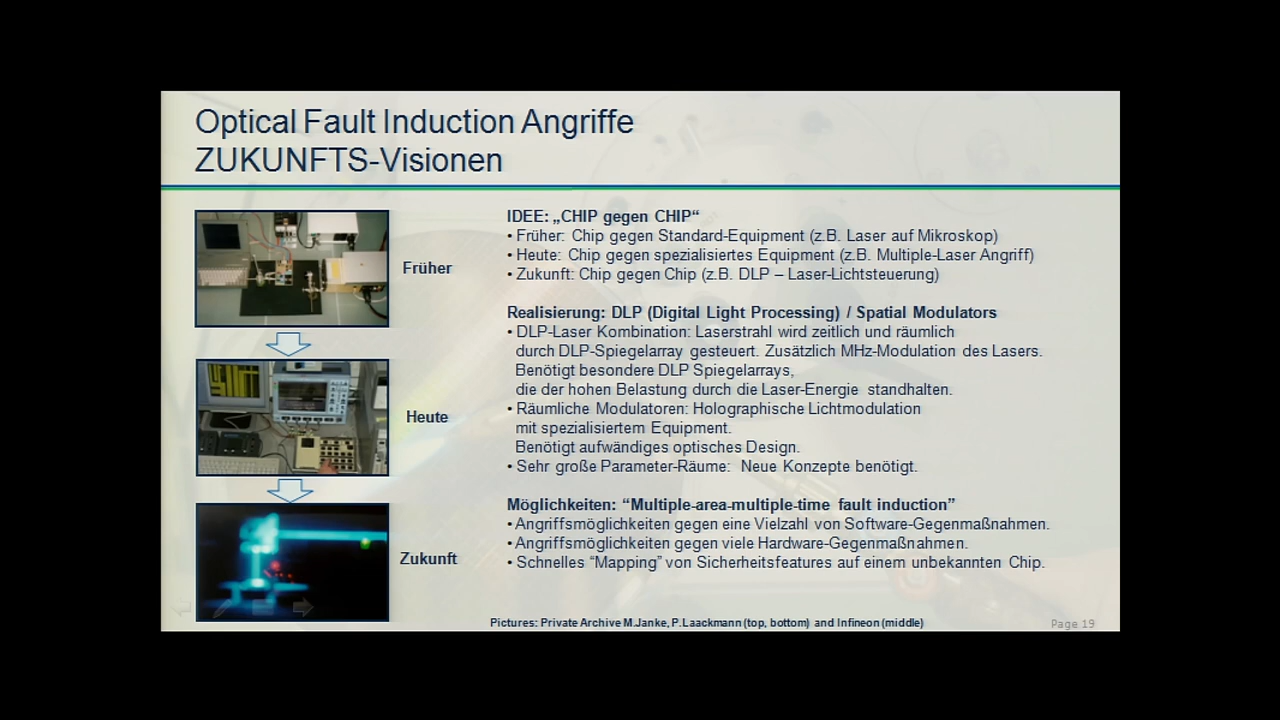 Optical Fault Induction Angriffe
ZUKUNFTS-Visionen
Früher
Heute
Zukunft
IDEE: „CHIP gegen CHIP“
• Früher: Chip gegen Standard-Equipment (z.B. Laser auf Mikroskop)
• Heute: Chip gegen spezialisiertes Equipment (z.B. Multiple-Laser Angriff)
• Zukunft: Chip gegen Chip (z.B. DLP – Laser-Lichtsteuerung)
Realisierung: DLP (Digital Light Processing) / Spatial Modulators
• DLP-Laser Kombination: Laserstrahl wird zeitlich und räumlich
durch DLP-Spiegelarray gesteuert. Zusätzlich MHz-Modulation des Lasers.
Benötigt besondere DLP Spiegelarrays,
die der hohen Belastung durch die Laser-Energie standhalten.
• Räumliche Modulatoren: Holographische Lichtmodulation
mit spezialisiertem Equipment.
Benötigt aufwändiges optisches Design.
• Sehr große Parameter-Räume: Neue Konzepte benötigt.
Möglichkeiten: “Multiple-area-multiple-time fault induction”
• Angriffsmöglichkeiten gegen eine Vielzahl von Software-Gegenmaßnahmen.
• Angriffsmöglichkeiten gegen viele Hardware-Gegenmaßnahmen.
• Schnelles “Mapping” von Sicherheitsfeatures auf einem unbekannten Chip.
Pictures: Private Archive M.Janke, P.Laackmann (top, bottom) and Infineon (middle)
Page 19